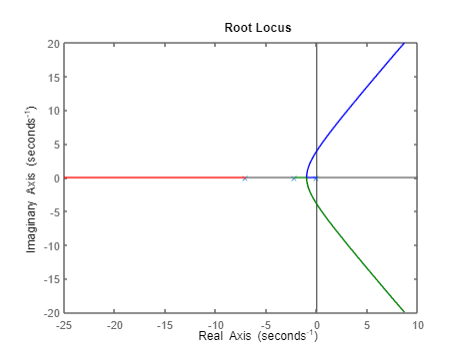 Root Locus
Imaginary Axis (seconds⁻¹)
20
15
10
5
0
-5
-10
-15
-20
-25 -20 -15 -10 -5 0 5 10
Real Axis (seconds⁻¹)